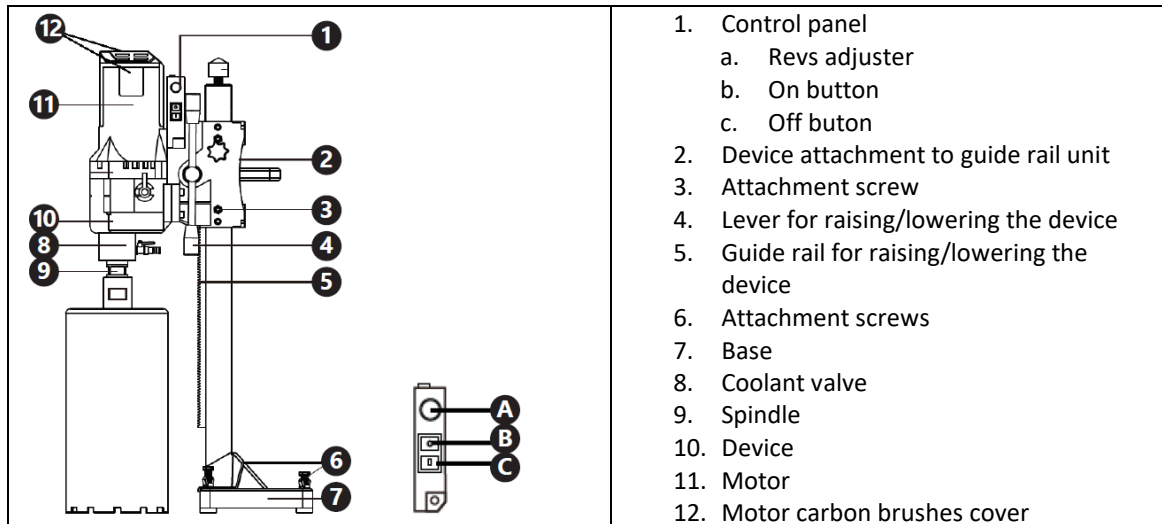 12
1
11
2
3
10
8
4
9
5
A
B
6
C
7
1. Control panel
a. Revs adjuster
b. On button
c. Off buton
2. Device attachment to guide rail unit
3. Attachment screw
4. Lever for raising/lowering the device
5. Guide rail for raising/lowering the
device
6. Attachment screws
7. Base
8. Coolant valve
9. Spindle
10. Device
11. Motor
12. Motor carbon brushes cover